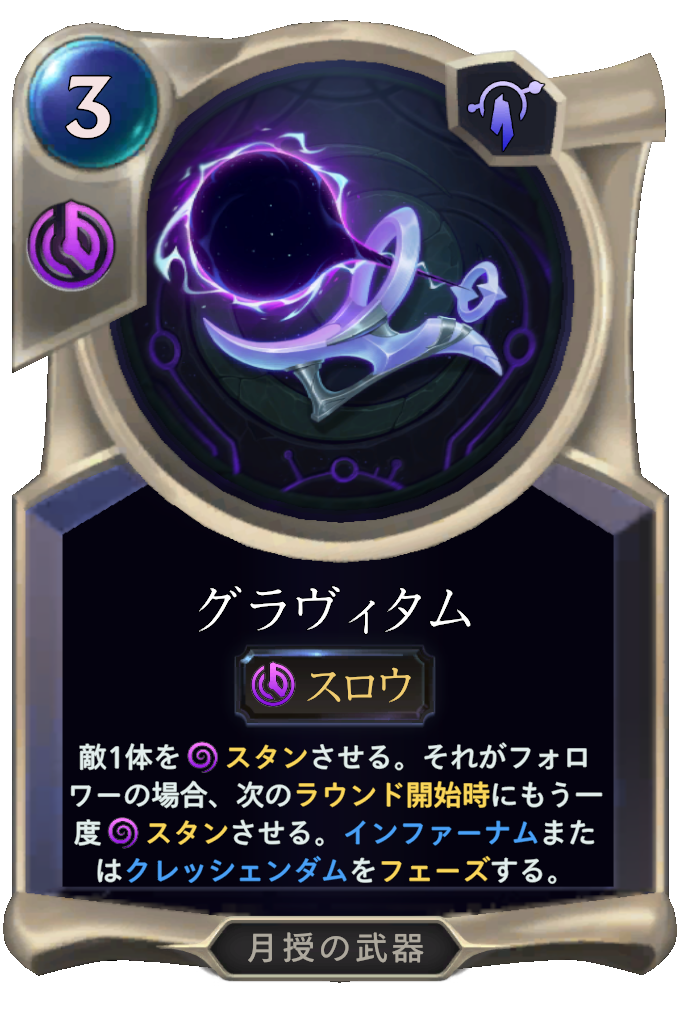 3
グラヴィタム
スロウ
敵1体をスタンさせる。それがフォロ
ワーの場合、次のラウンド開始時にもう一
度スタンさせる。インファーナムまた
はクレッシェンダムをフェーズする。
月授の武器